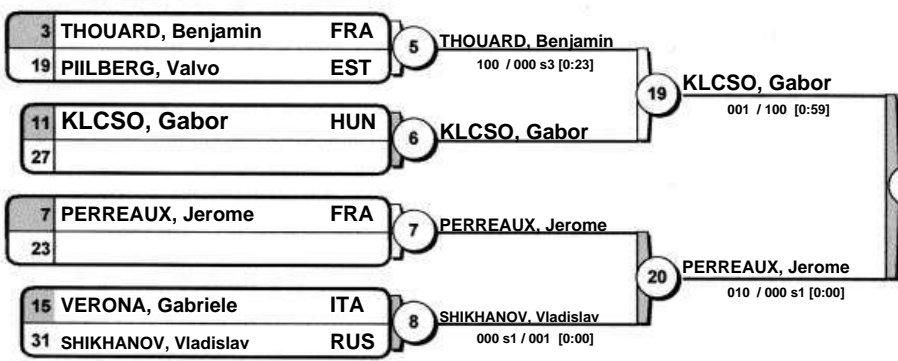 3 THOUARD, Benjamin FRA
19 PIILBERG, Valvo EST
5
THOUARD, Benjamin
100 / 000 s3 [0:23]
11 KLCSO, Gabor HUN
27
6
KLCSO, Gabor
19
KLCSO, Gabor
001 / 100 [0:59]
7 PERREAUX, Jerome FRA
23
7
PERREAUX, Jerome
15 VERONA, Gabriele ITA
31 SHIKHANOV, Vladislav RUS
8
SHIKHANOV, Vladislav
000 s1 / 001 [0:00]
20
PERREAUX, Jerome
010 / 000 s1 [0:00]